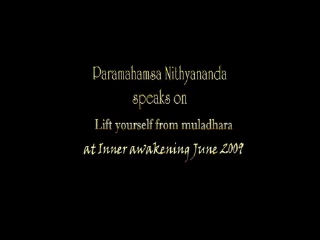 Paramahamsa Nithyananda
speaks on
Lift yourself from muladhara
at Inner awakening June 2009